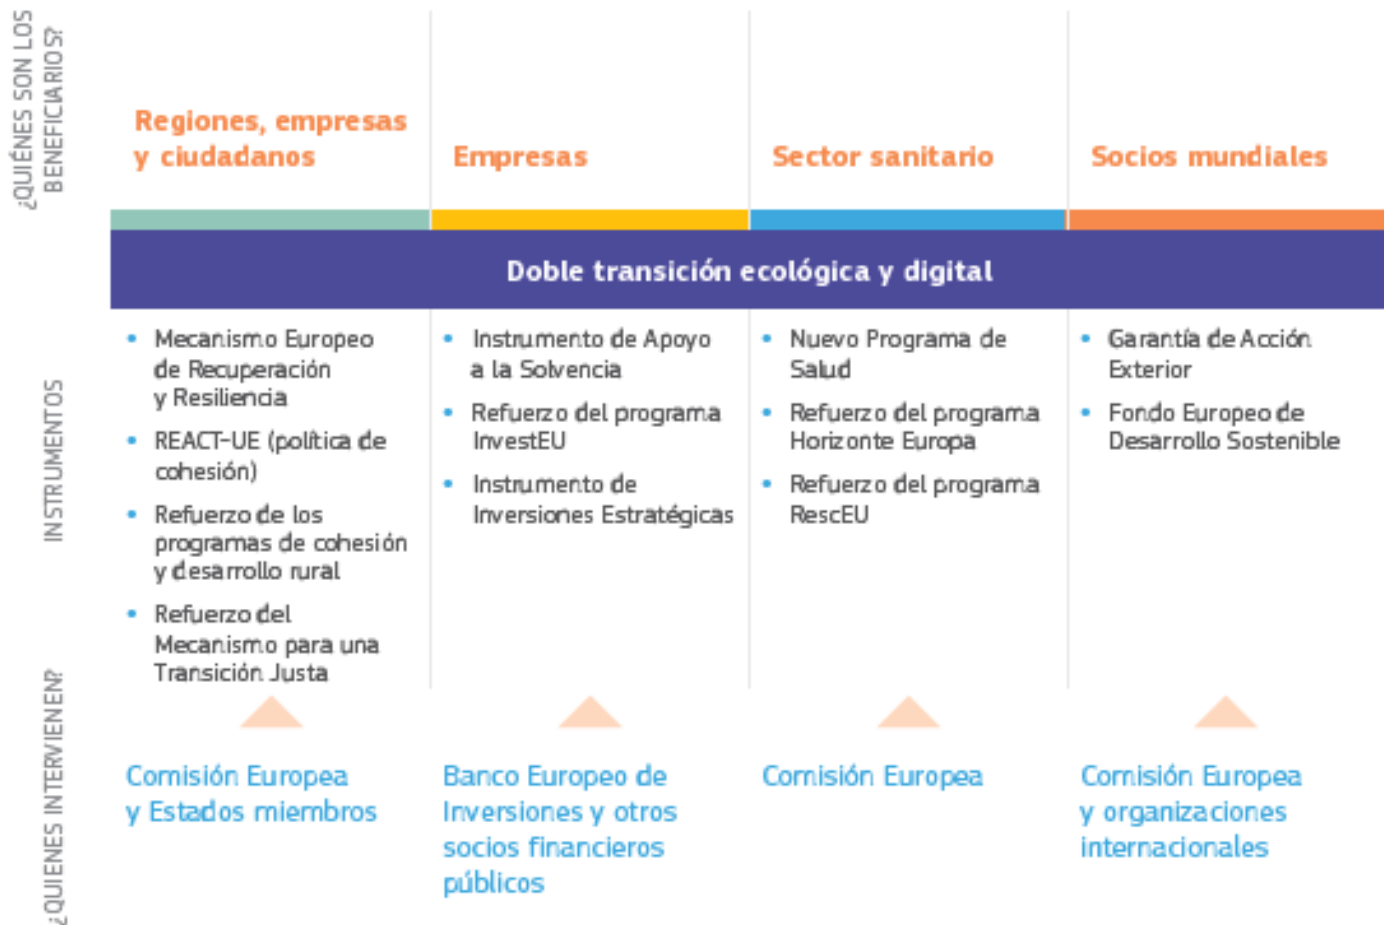 ¿QUIÉNES SON LOS
BENEFICIARIOS?
Regiones, empresas
y ciudadanos
Empresas
Sector sanitario
Socios mundiales
Doble transición ecológica y digital
INSTRUMENTOS
• Mecanismo Europeo
de Recuperación
y Resiliencia
• REACT-UE (política de
cohesión)
• Refuerzo de los
programas de cohesión
y desarrollo rural
• Refuerzo del
Mecanismo para una
Transición Justa
• Instrumento de Apoyo
a la Solvencia
• Refuerzo del programa
InvestEU
• Instrumento de
Inversiones Estratégicas
• Nuevo Programa de
Salud
• Refuerzo del programa
Horizonte Europa
• Refuerzo del programa
RescEU
• Garantía de Acción
Exterior
• Fondo Europeo de
Desarrollo Sostenible
¿QUIENES INTERVIENEN?
Comisión Europea
y Estados miembros
Banco Europeo de
Inversiones y otros
socios financieros
públicos
Comisión Europea
Comisión Europea
y organizaciones
internacionales